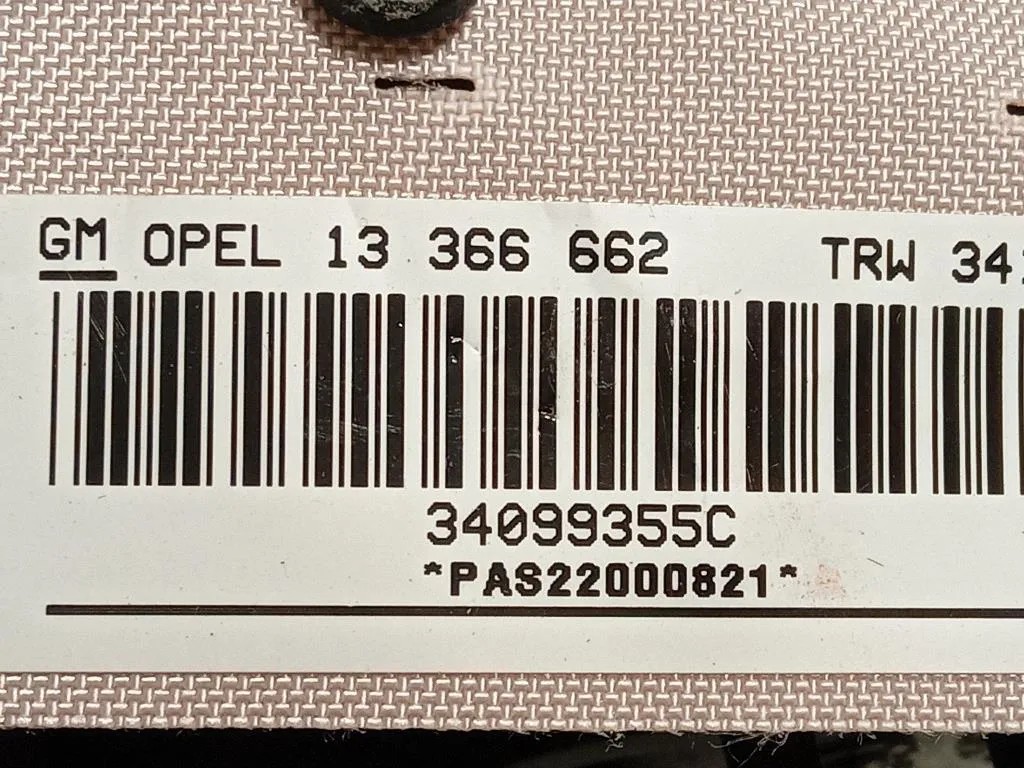 GM OPEL 13 366 662 TRW
34099355C
*PAS22000821*